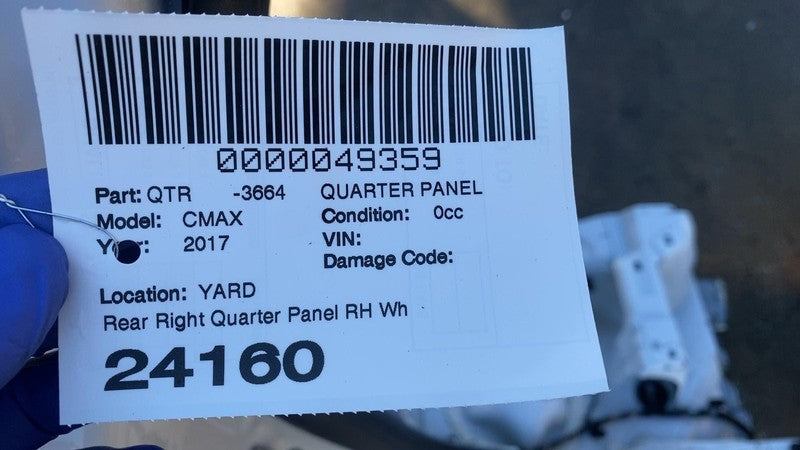 0000049359
Part: QTR -3664 QUARTER PANEL
Model: CMAX Condition: 0cc
Year: 2017 VIN:
Damage Code:
Location: YARD
Rear Right Quarter Panel RH Wh
24160